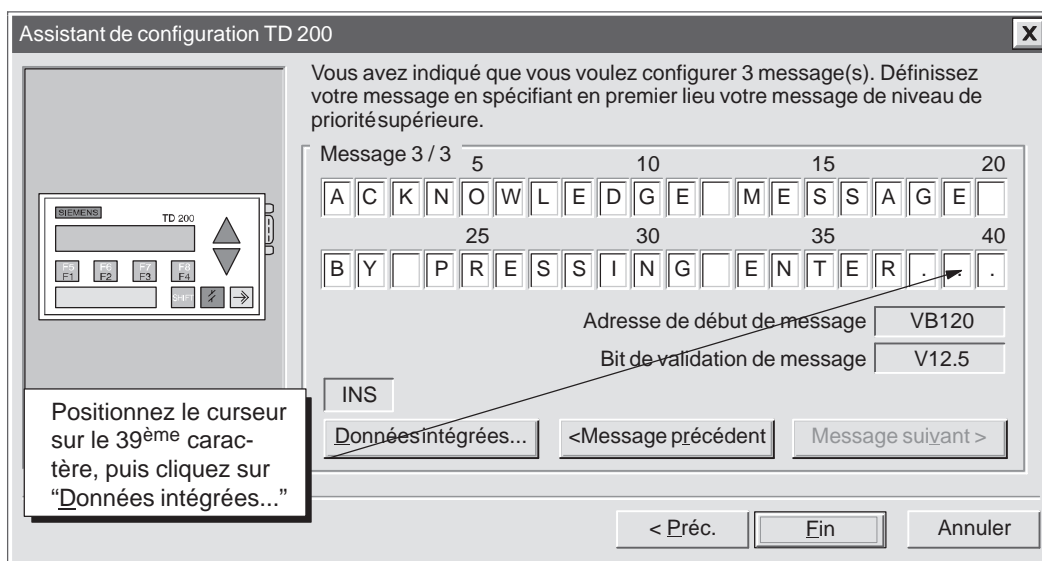 Assistant de configuration TD 200
X
Vous avez indiqué que vous voulez configurer 3 message(s). Définissez
votre message en spécifiant en premier lieu votre message de niveau de
prioritésupérieure.
Message 3 / 3
5 10 15 20
A C K N O W L E D G E M E S S A G E
25 30 35 40
B Y P R E S S I N G E N T E R . . .
SIEMENS
TD 200
F5 F6 F7 F8
F1 F2 F3 F4
SHIFT
Adresse de début de message VB120
Bit de validation de message V12.5
INS
Donnéesintégrées... <Message précédent Message suivant >
Positionnez le curseur
sur le 39ème carac-
tère, puis cliquez sur
“Données intégrées...”
< Préc. Fin Annuler